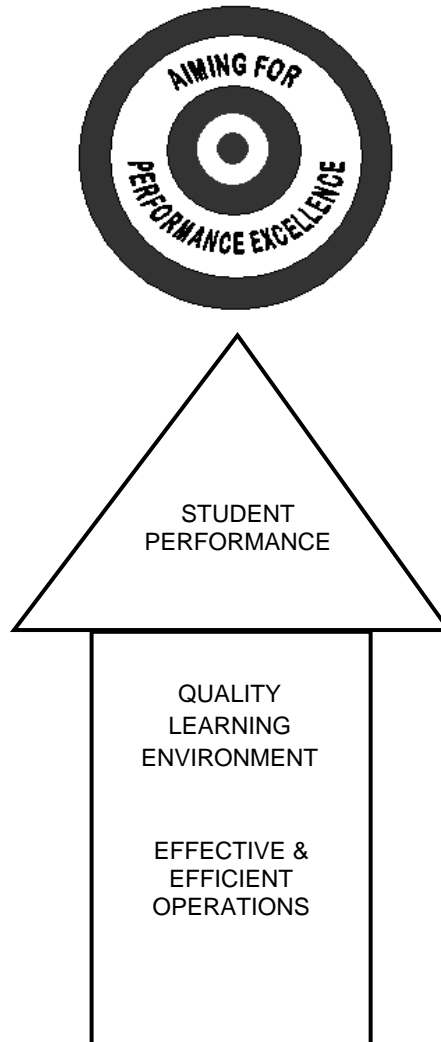 AIMING FOR
PERFORMANCE EXCELLENCE
STUDENT
PERFORMANCE
QUALITY
LEARNING
ENVIRONMENT
EFFECTIVE &
EFFICIENT
OPERATIONS